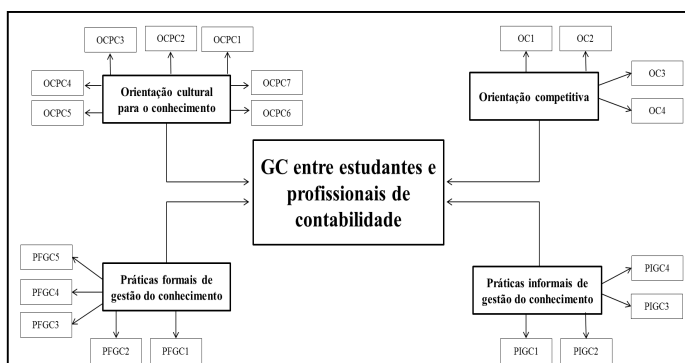 OCPC3
OCPC2
OCPC1
OCPC4
OCPC5
Orientação cultural
para o conhecimento
OCPC7
OCPC6
OC1
OC2
Orientação competitiva
OC3
OC4
GC entre estudantes e
profissionais de
contabilidade
PFGC5
PFGC4
PFGC3
Práticas formais de
gestão do conhecimento
PFGC2
PFGC1
Práticas informais de
gestão do conhecimento
PIGC4
PIGC3
PIGC1
PIGC2